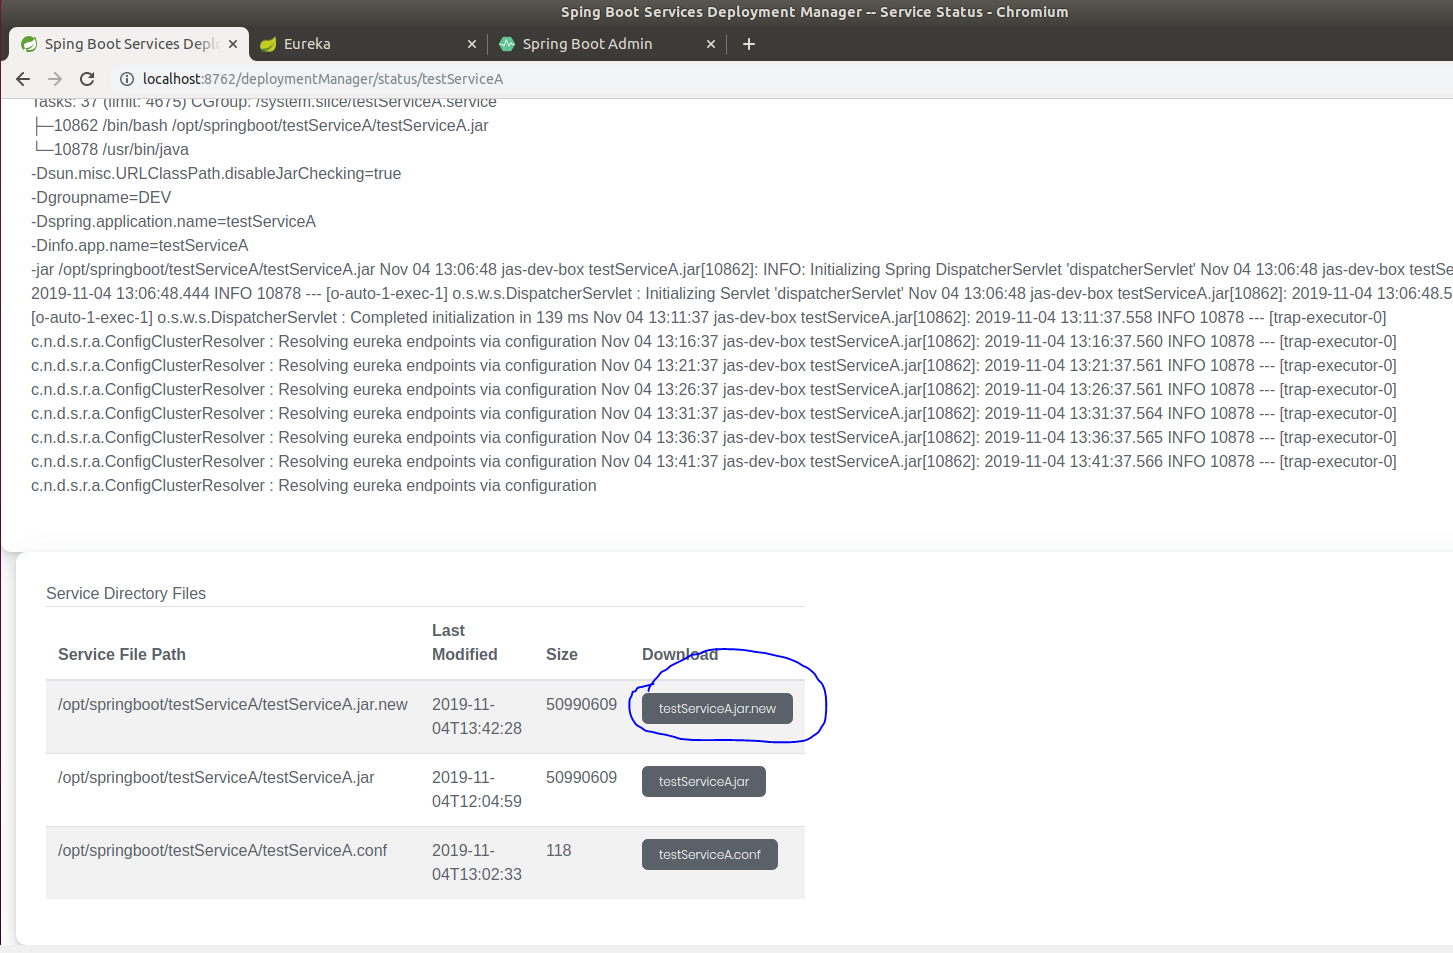 Sping Boot Services Deployment Manager -- Service Status - Chromium
Sping Boot Services Depl
Eureka
Spring Boot Admin
localhost:8762/deploymentManager/status/testServiceA
Tasks: 37 (limit: 4675) CGroup: /system.slice/testServiceA.service
├─10862 /bin/bash /opt/springboot/testServiceA/testServiceA.jar
└─10878 /usr/bin/java
-Dsun.misc.URLClassPath.disableJarChecking=true
-Dgroupname=DEV
-Dspring.application.name=testServiceA
-Dinfo.app.name=testServiceA
-jar /opt/springboot/testServiceA/testServiceA.jar Nov 04 13:06:48 jas-dev-box testServiceA.jar[10862]: INFO: Initializing Spring DispatcherServlet 'dispatcherServlet' Nov 04 13:06:48 jas-dev-box testSe
2019-11-04 13:06:48.444 INFO 10878 --- [o-auto-1-exec-1] o.s.w.s.DispatcherServlet : Initializing Servlet 'dispatcherServlet' Nov 04 13:06:48 jas-dev-box testServiceA.jar[10862]: 2019-11-04 13:06:48.5
[o-auto-1-exec-1] o.s.w.s.DispatcherServlet : Completed initialization in 139 ms Nov 04 13:11:37 jas-dev-box testServiceA.jar[10862]: 2019-11-04 13:11:37.558 INFO 10878 --- [trap-executor-0]
c.n.d.s.r.a.ConfigClusterResolver : Resolving eureka endpoints via configuration Nov 04 13:16:37 jas-dev-box testServiceA.jar[10862]: 2019-11-04 13:16:37.560 INFO 10878 --- [trap-executor-0]
c.n.d.s.r.a.ConfigClusterResolver : Resolving eureka endpoints via configuration Nov 04 13:21:37 jas-dev-box testServiceA.jar[10862]: 2019-11-04 13:21:37.561 INFO 10878 --- [trap-executor-0]
c.n.d.s.r.a.ConfigClusterResolver : Resolving eureka endpoints via configuration Nov 04 13:26:37 jas-dev-box testServiceA.jar[10862]: 2019-11-04 13:26:37.561 INFO 10878 --- [trap-executor-0]
c.n.d.s.r.a.ConfigClusterResolver : Resolving eureka endpoints via configuration Nov 04 13:31:37 jas-dev-box testServiceA.jar[10862]: 2019-11-04 13:31:37.564 INFO 10878 --- [trap-executor-0]
c.n.d.s.r.a.ConfigClusterResolver : Resolving eureka endpoints via configuration Nov 04 13:36:37 jas-dev-box testServiceA.jar[10862]: 2019-11-04 13:36:37.565 INFO 10878 --- [trap-executor-0]
c.n.d.s.r.a.ConfigClusterResolver : Resolving eureka endpoints via configuration Nov 04 13:41:37 jas-dev-box testServiceA.jar[10862]: 2019-11-04 13:41:37.566 INFO 10878 --- [trap-executor-0]
c.n.d.s.r.a.ConfigClusterResolver : Resolving eureka endpoints via configuration
Service Directory Files
Service File Path
Last
Modified
Size
Download
/opt/springboot/testServiceA/testServiceA.jar.new
2019-11-
04T13:42:28
50990609
testServiceA.jar.new
/opt/springboot/testServiceA/testServiceA.jar
2019-11-
04T12:04:59
50990609
testServiceA.jar
/opt/springboot/testServiceA/testServiceA.conf
2019-11-
04T13:02:33
118
testServiceA.conf